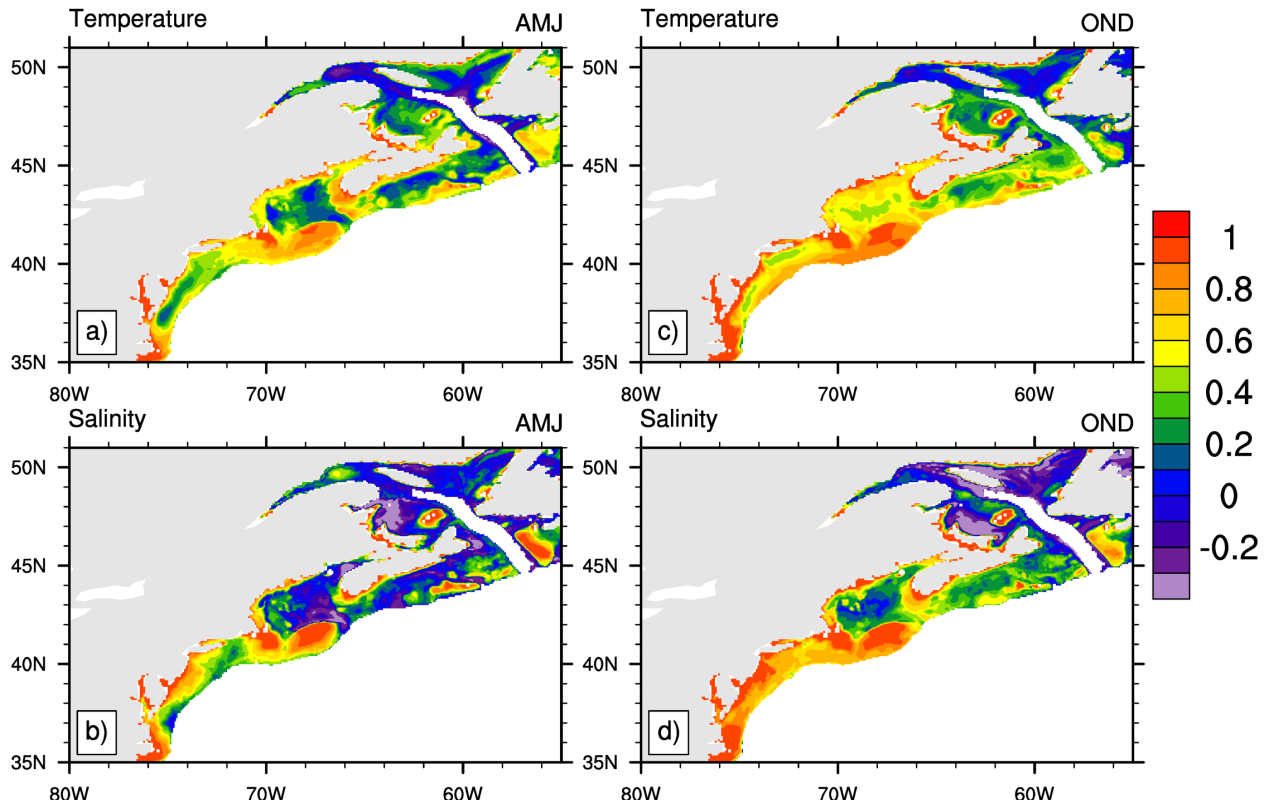 Temperature AMJ
50N
45N
40N
35N
a)
80W 70W 60W
Temperature OND
50N
45N
40N
35N
c)
80W 70W 60W
Salinity AMJ
50N
45N
40N
35N
b)
80W 70W 60W
Salinity OND
50N
45N
40N
35N
d)
80W 70W 60W
1
0.8
0.6
0.4
0.2
0
-0.2